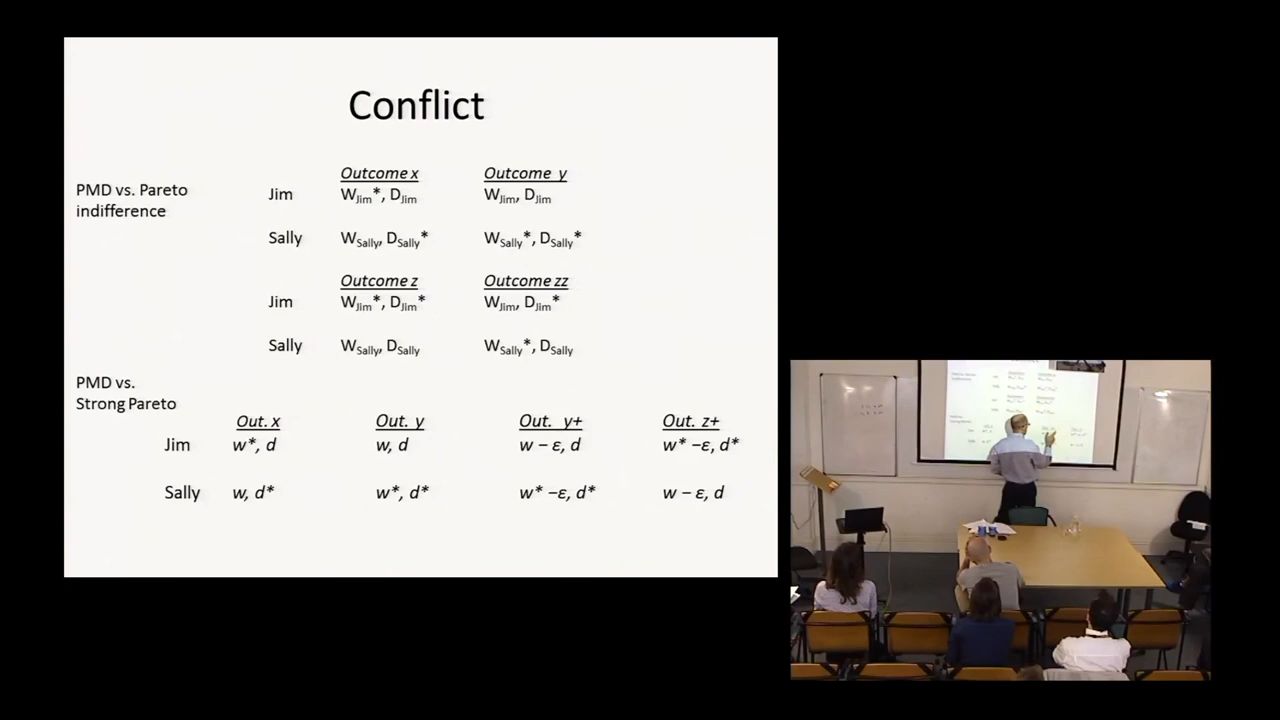 Conflict
PMD vs. Pareto
indifference
Outcome x Outcome y
Jim W_Jim*, D_Jim W_Jim, D_Jim
Sally W_Sally, D_Sally* W_Sally*, D_Sally*
Outcome z Outcome zz
Jim W_Jim*, D_Jim* W_Jim, D_Jim*
Sally W_Sally, D_Sally W_Sally*, D_Sally
PMD vs.
Strong Pareto
Out. x Out. y Out. y+ Out. z+
Jim w*, d w, d w − ε, d w* −ε, d*
Sally w, d* w*, d* w* −ε, d* w − ε, d